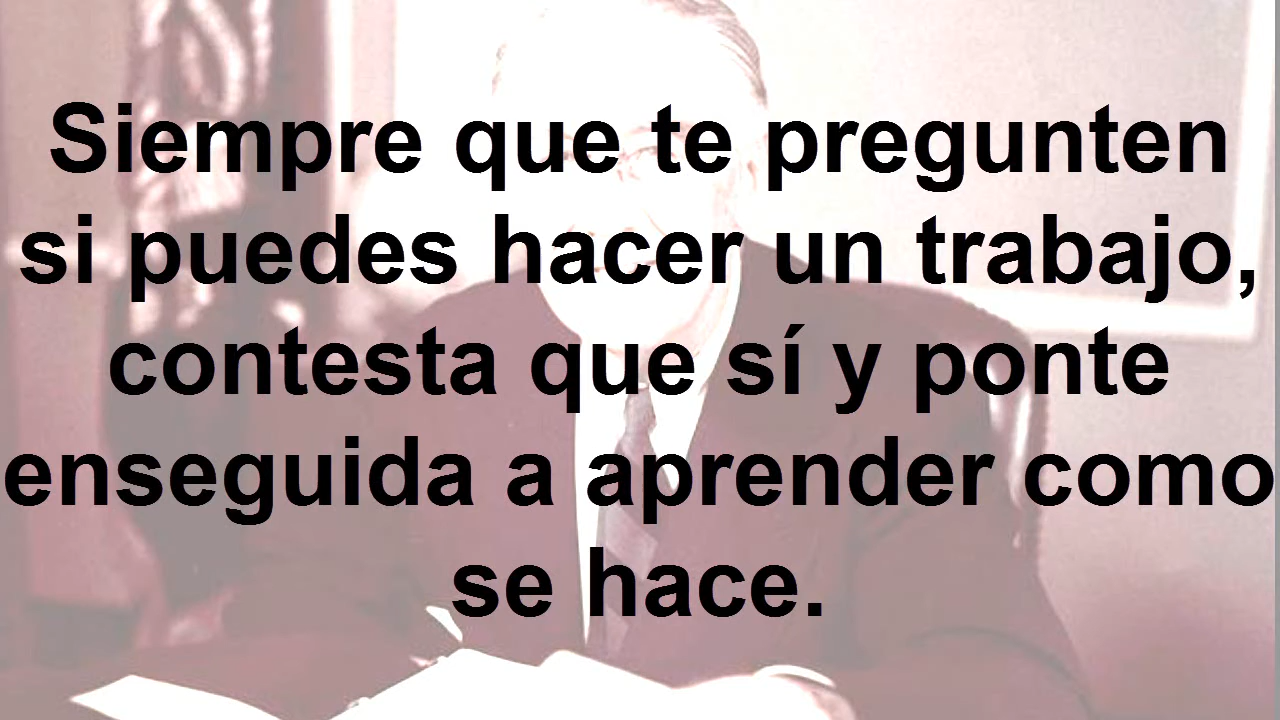 Siempre que te pregunten
si puedes hacer un trabajo,
contesta que sí y ponte
enseguida a aprender como
se hace.